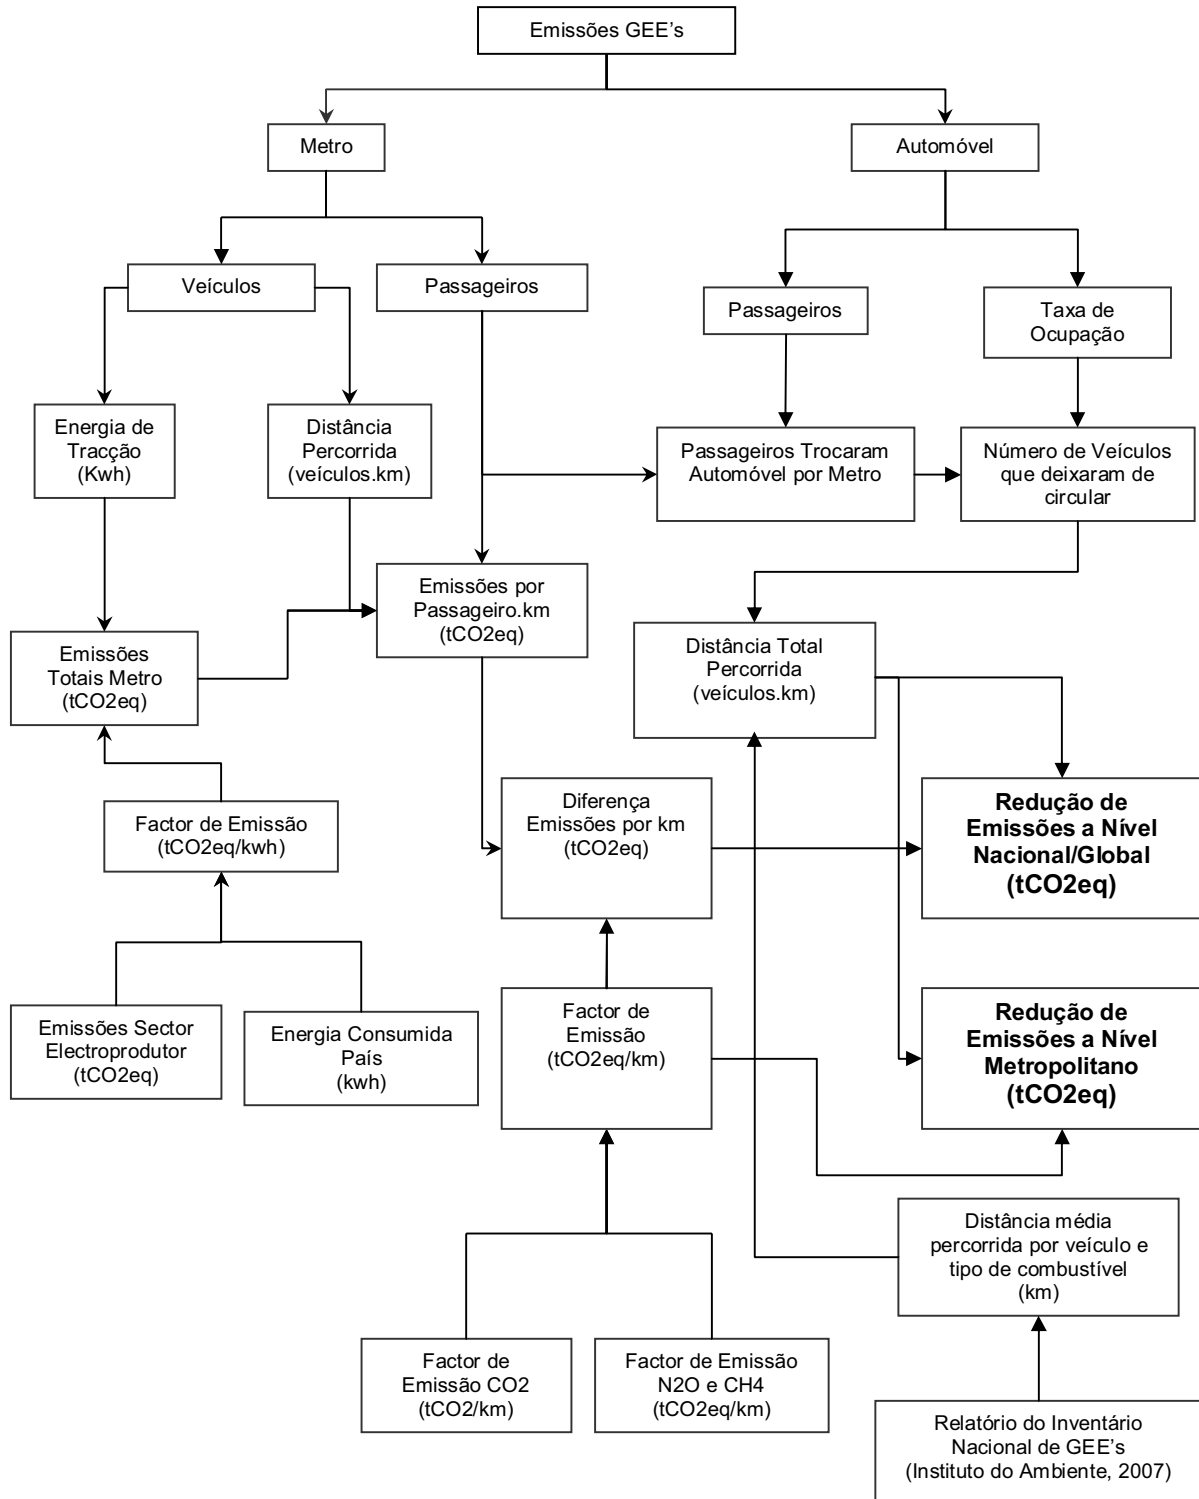 Emissões GEE's
Metro
Automóvel
Veículos
Passageiros
Passageiros
Taxa de
Ocupação
Energia de
Tracção
(Kwh)
Distância
Percorrida
(veículos.km)
Passageiros Trocaram
Automóvel por Metro
Número de Veículos
que deixaram de
circular
Emissões por
Passageiro.km
(tCO2eq)
Emissões
Totais Metro
(tCO2eq)
Distância Total
Percorrida
(veículos.km)
Factor de Emissão
(tCO2eq/kwh)
Diferença
Emissões por km
(tCO2eq)
Redução de
Emissões a Nível
Nacional/Global
(tCO2eq)
Emissões Sector
Electroprodutor
(tCO2eq)
Energia Consumida
País
(kwh)
Factor de
Emissão
(tCO2eq/km)
Redução de
Emissões a Nível
Metropolitano
(tCO2eq)
Distância média
percorrida por veículo e
tipo de combustível
(km)
Factor de
Emissão CO2
(tCO2/km)
Factor de Emissão
N2O e CH4
(tCO2eq/km)
Relatório do Inventário
Nacional de GEE's
(Instituto do Ambiente, 2007)